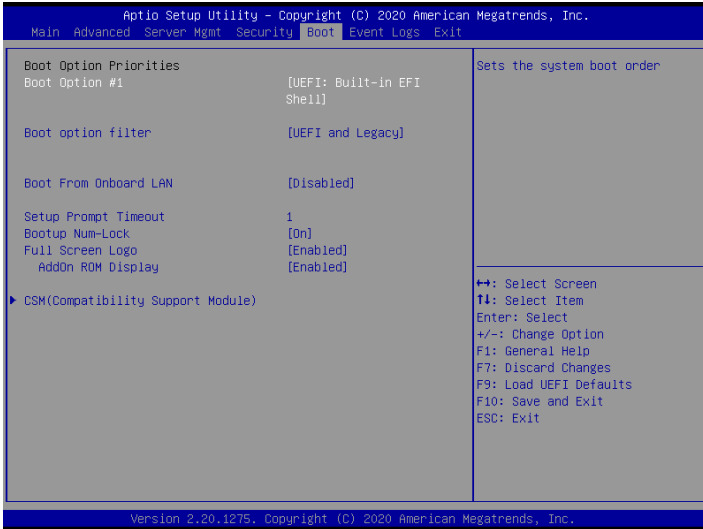 Aptio Setup Utility – Copyright (C) 2020 American Megatrends, Inc.
Main Advanced Server Mgmt Security Boot Event Logs Exit
Boot Option Priorities
Boot Option #1 [UEFI: Built-in EFI
Shell]
Boot option filter [UEFI and Legacy]
Boot From Onboard LAN [Disabled]
Setup Prompt Timeout 1
Bootup Num-Lock [On]
Full Screen Logo [Enabled]
AddOn ROM Display [Enabled]
CSM(Compatibility Support Module)
Sets the system boot order
↔: Select Screen
↑↓: Select Item
Enter: Select
+/-: Change Option
F1: General Help
F7: Discard Changes
F9: Load UEFI Defaults
F10: Save and Exit
ESC: Exit
Version 2.20.1275. Copyright (C) 2020 American Megatrends, Inc.